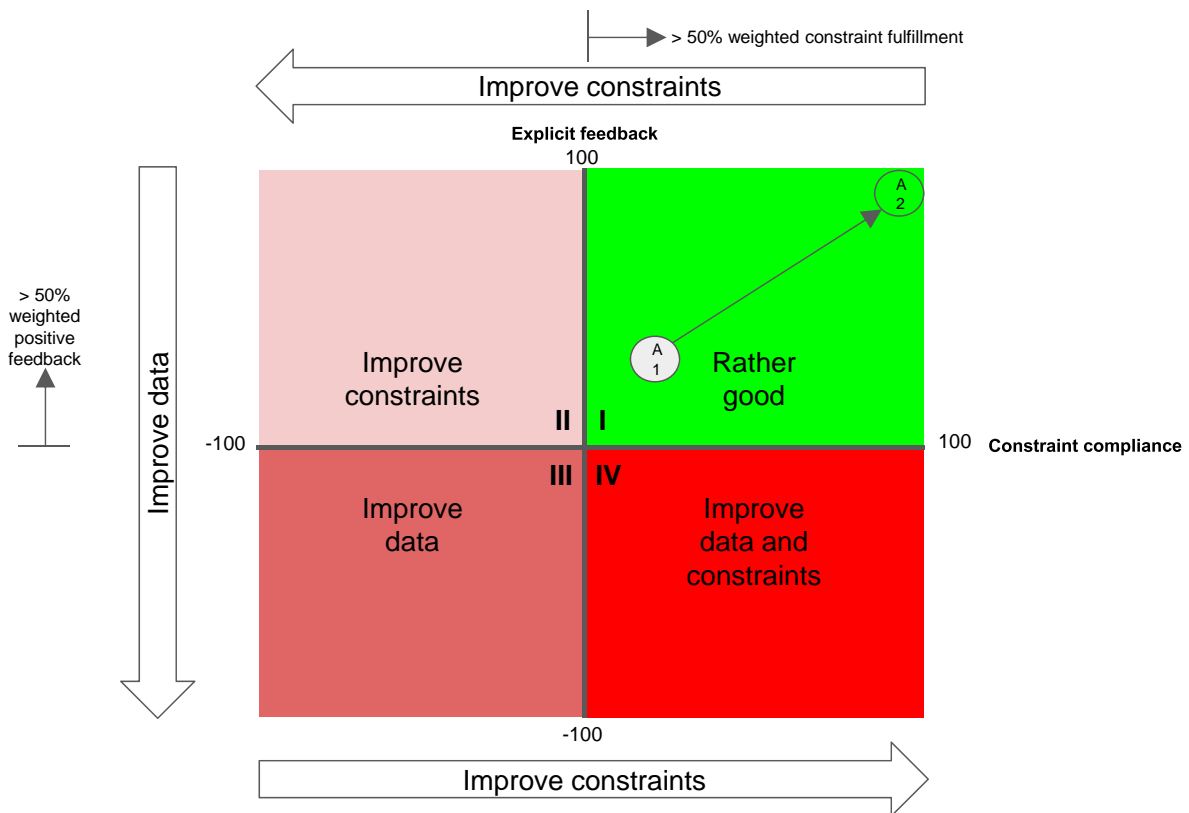 > 50% weighted constraint fulfillment
Improve constraints
Explicit feedback
100
A
2
> 50%
weighted
positive
feedback
Improve data
A
1
Improve
constraints
Rather
good
II
I
-100
100
Constraint compliance
III
IV
Improve
data
Improve
data and
constraints
-100
Improve constraints